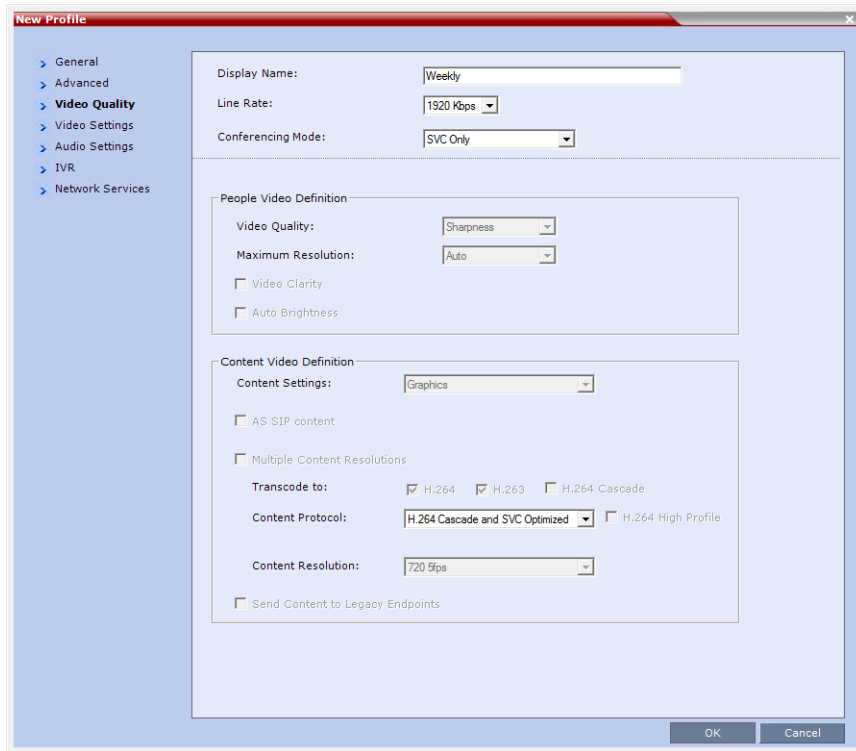 New Profile
General
Advanced
Video Quality
Video Settings
Audio Settings
IVR
Network Services
Display Name: Weekly
Line Rate: 1920 Kbps
Conferencing Mode: SVC Only
People Video Definition
Video Quality: Sharpness
Maximum Resolution: Auto
Video Clarity
Auto Brightness
Content Video Definition
Content Settings: Graphics
AS SIP content
Multiple Content Resolutions
Transcode to: H.264 H.263 H.264 Cascade
Content Protocol: H.264 Cascade and SVC Optimized H.264 High Profile
Content Resolution: 720 5fps
Send Content to Legacy Endpoints
OK Cancel